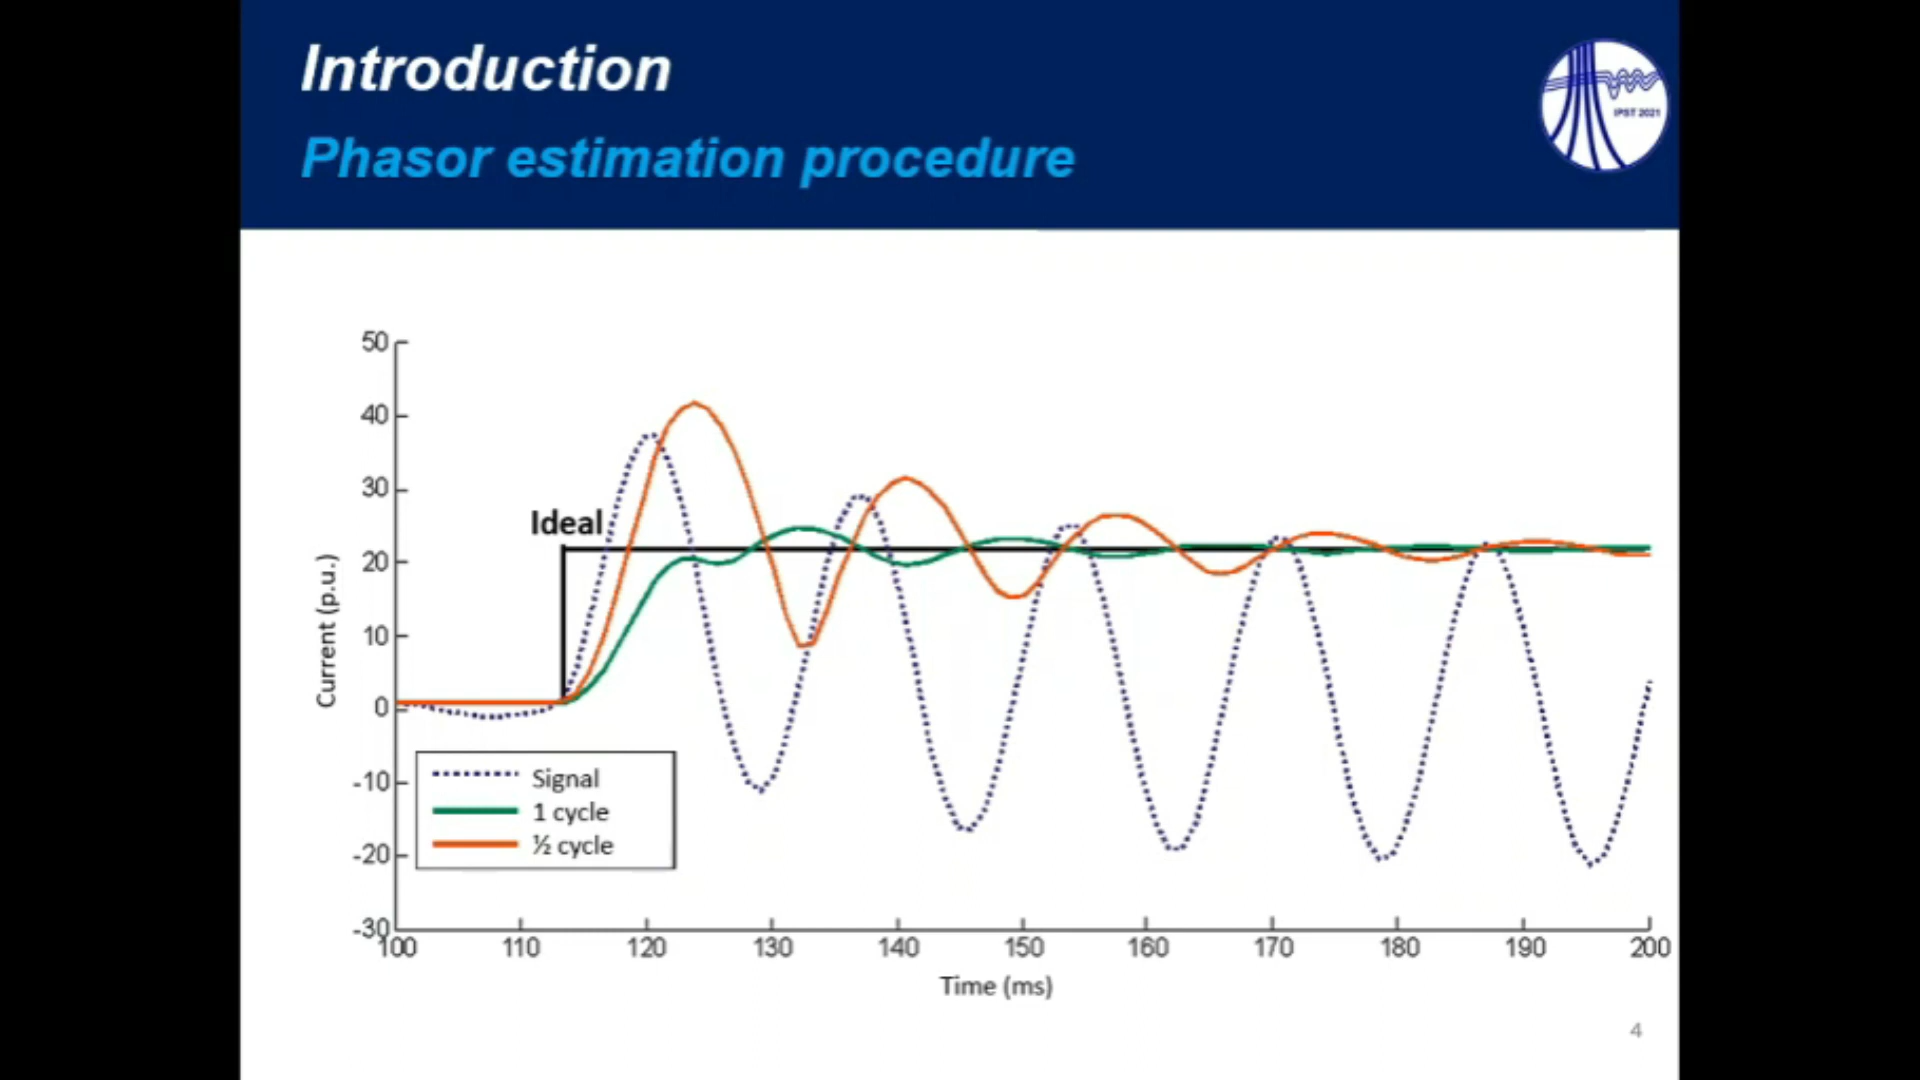 Introduction
Phasor estimation procedure
IPST 2021
50
40
30
20
10
0
-10
-20
-30
Current (p.u.)
Ideal
Signal
1 cycle
½ cycle
100 110 120 130 140 150 160 170 180 190 200
Time (ms)
4